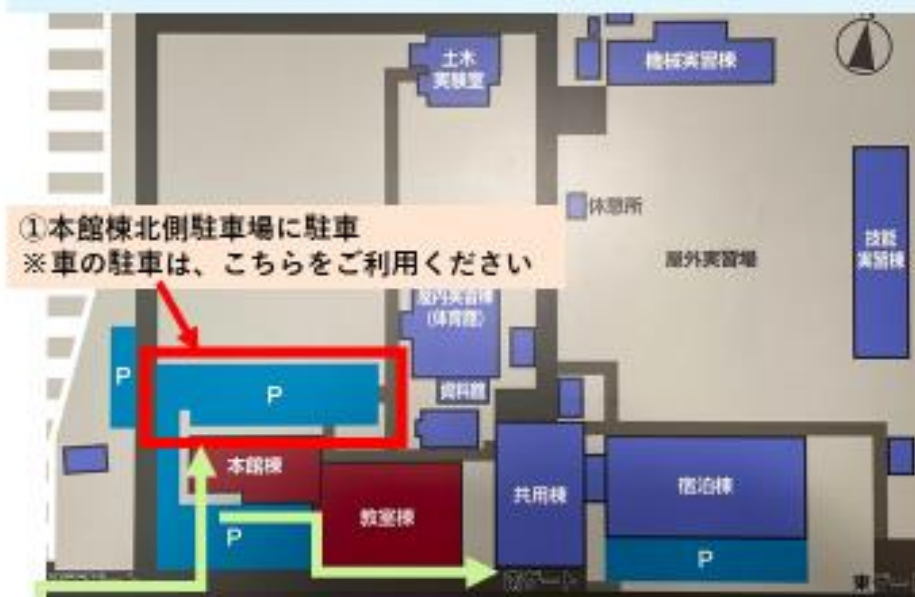 土木
実験室
機械実習棟
休憩所
①本館棟北側駐車場に駐車
※車の駐車は、こちらをご利用ください
屋外実習場
技能
実習棟
屋内実習棟
(体育館)
P
P
資料館
本館棟
教室棟
共用棟
宿泊棟
P
P